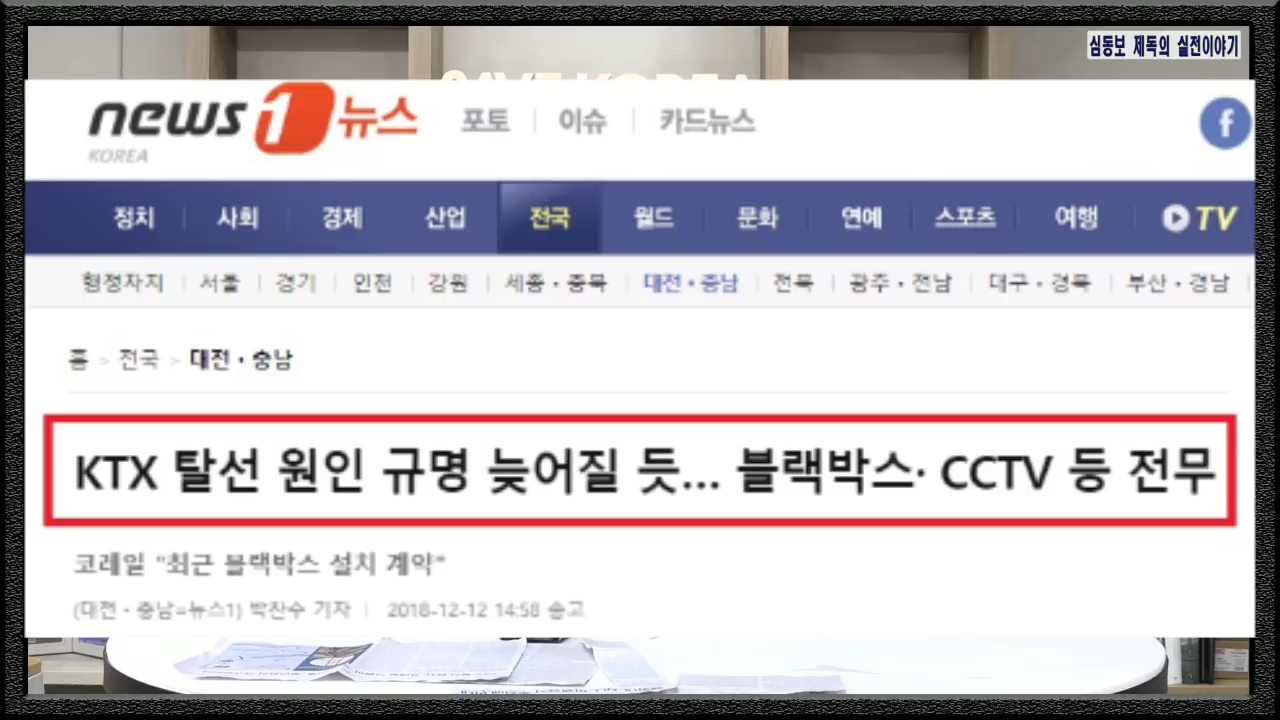 심동보 제독의 실전이야기
SAVE KOREA
news1뉴스 포토 이슈 카드뉴스
KOREA
f
정치 사회 경제 산업 전국 월드 문화 연예 스포츠 여행 TV
행정자치 서울 경기 인천 강원 세종·충북 대전·충남 전북 광주·전남 대구·경북 부산·경남
홈 > 전국 > 대전·충남
KTX 탈선 원인 규명 늦어질 듯... 블랙박스· CCTV 등 전무
코레일 "최근 블랙박스 설치 계약"
(대전·충남=뉴스1) 박찬수 기자 | 2018-12-12 14:58 송고